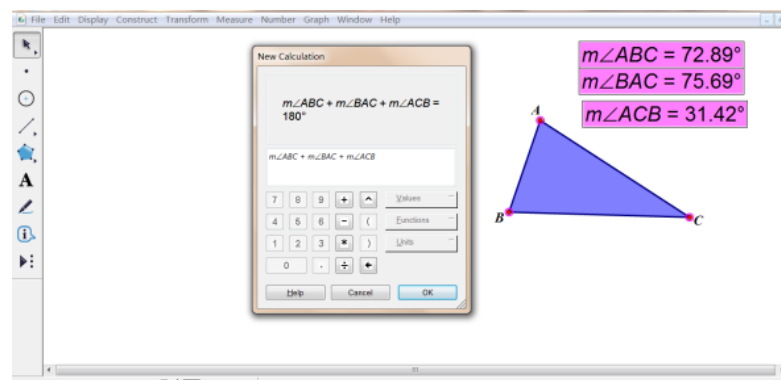 File Edit Display Construct Transform Measure Number Graph Window Help
New Calculation
m∠ABC + m∠BAC + m∠ACB =
180°
m∠ABC + m∠BAC + m∠ACB
7 8 9 + ^ Values
4 5 6 − ( Functions
1 2 3 * ) Units
0 . ÷
Help Cancel OK
m∠ABC = 72.89°
m∠BAC = 75.69°
m∠ACB = 31.42°
A
B
C
A